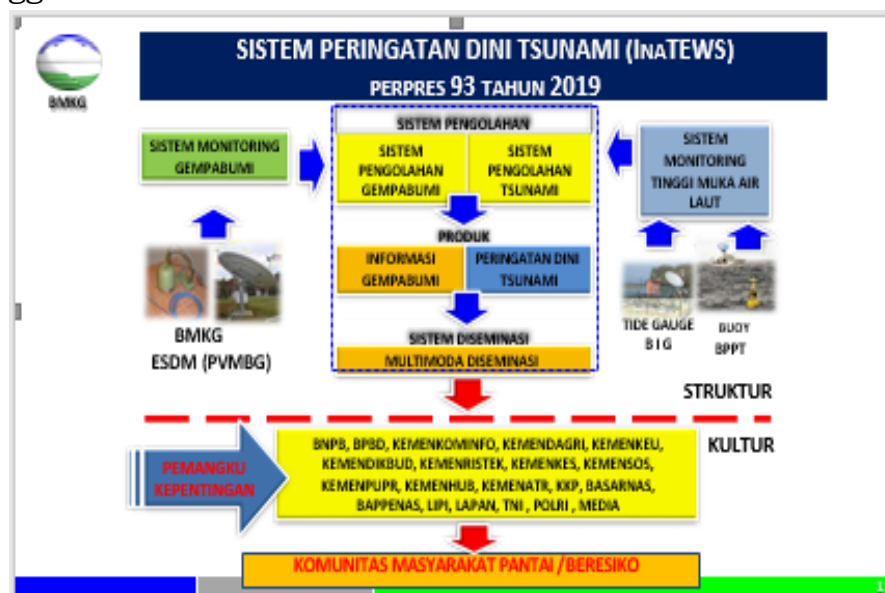 gg
SISTEM PERINGATAN DINI TSUNAMI (INATEWS)
PERPRES 93 TAHUN 2019
BMKG
SISTEM MONITORING
GEMPABUMI
SISTEM PENGOLAHAN
SISTEM
PENGOLAHAN
GEMPABUMI
SISTEM
PENGOLAHAN
TSUNAMI
SISTEM
MONITORING
TINGGI MUKA AIR
LAUT
PRODUK
INFORMASI
GEMPABUMI
PERINGATAN DINI
TSUNAMI
BMKG
ESDM (PVMBG)
TIDE GAUGE
BIG
BUOY
BPPT
SISTEM DISEMINASI
MULTIMODA DISEMINASI
STRUKTUR
KULTUR
PEMANGKU
KEPENTINGAN
BNPB, BPBD, KEMENKOMINFO, KEMENDAGRI, KEMENKEU,
KEMENDIKBUD, KEMENRISTEK, KEMENKES, KEMENSOS,
KEMENPUPR, KEMENHUB, KEMENATR, KKP, BASARNAS,
BAPPENAS, LIPI, LAPAN, TNI , POLRI , MEDIA
KOMUNITAS MASYARAKAT PANTAI /BERESIKO